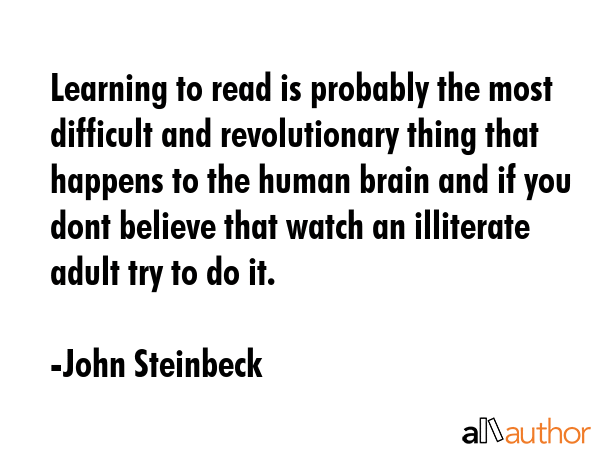 Learning to read is probably the most
difficult and revolutionary thing that
happens to the human brain and if you
dont believe that watch an illiterate
adult try to do it.
-John Steinbeck
allauthor